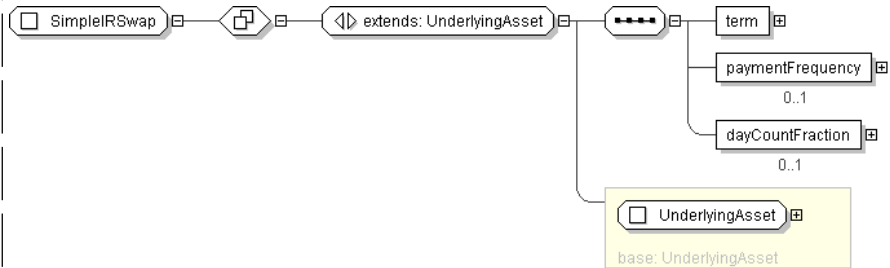 SimpleIRSwap
extends: UnderlyingAsset
term
paymentFrequency
0..1
dayCountFraction
0..1
UnderlyingAsset
base: UnderlyingAsset